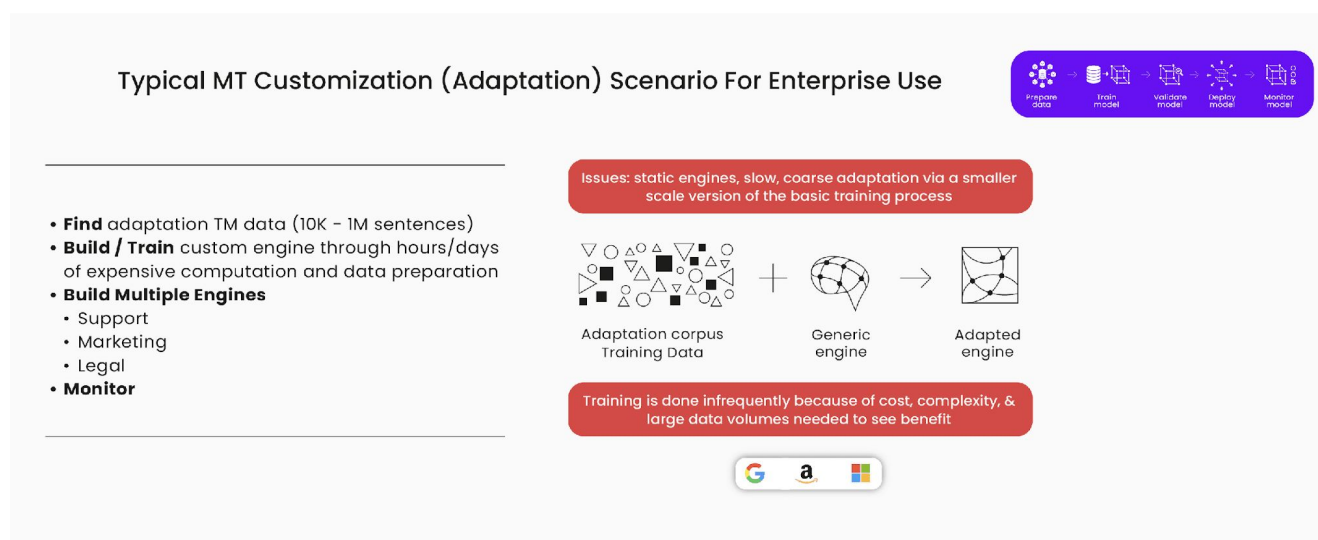 Typical MT Customization (Adaptation) Scenario For Enterprise Use
Prepare
data
Train
model
Validate
model
Deploy
model
Monitor
model
• Find adaptation TM data (10K - 1M sentences)
• Build / Train custom engine through hours/days
of expensive computation and data preparation
• Build Multiple Engines
• Support
• Marketing
• Legal
• Monitor
Issues: static engines, slow, coarse adaptation via a smaller
scale version of the basic training process
Adaptation corpus
Training Data
Generic
engine
Adapted
engine
Training is done infrequently because of cost, complexity, &
large data volumes needed to see benefit
G
a